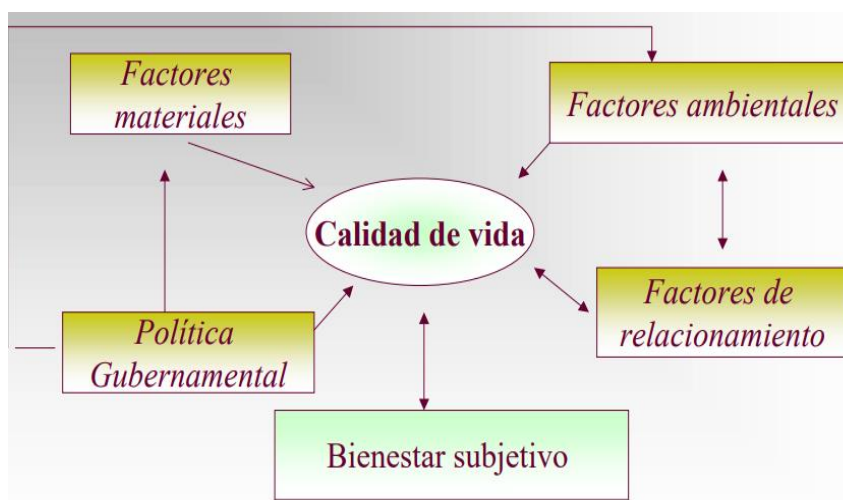 Factores
materiales
Factores ambientales
Calidad de vida
Factores de
relacionamiento
Política
Gubernamental
Bienestar subjetivo